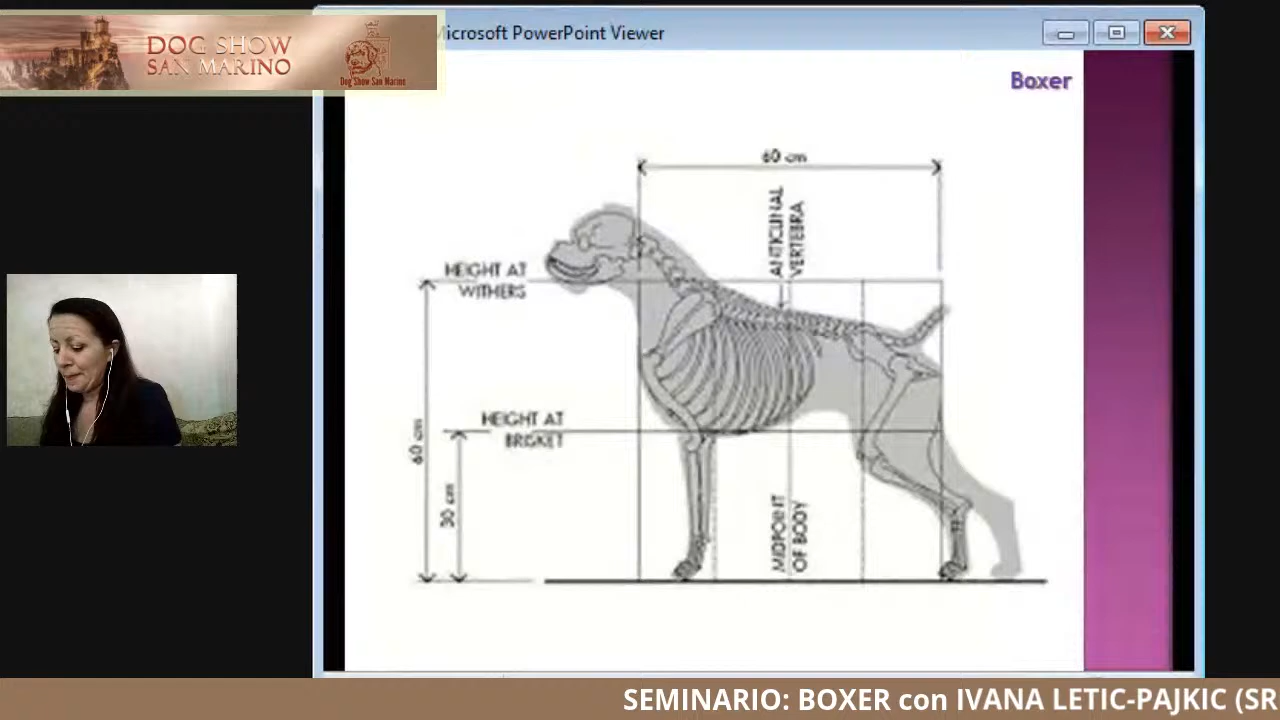 DOG SHOW
SAN MARINO
Dog Show San Marino
Microsoft PowerPoint Viewer
Boxer
60 cm
ANTICLINAL
VERTEBRA
HEIGHT AT
WITHERS
HEIGHT AT
BRISKET
60 cm
30 cm
MIDPOINT
OF BODY
SEMINARIO: BOXER con IVANA LETIC-PAJKIC (SR